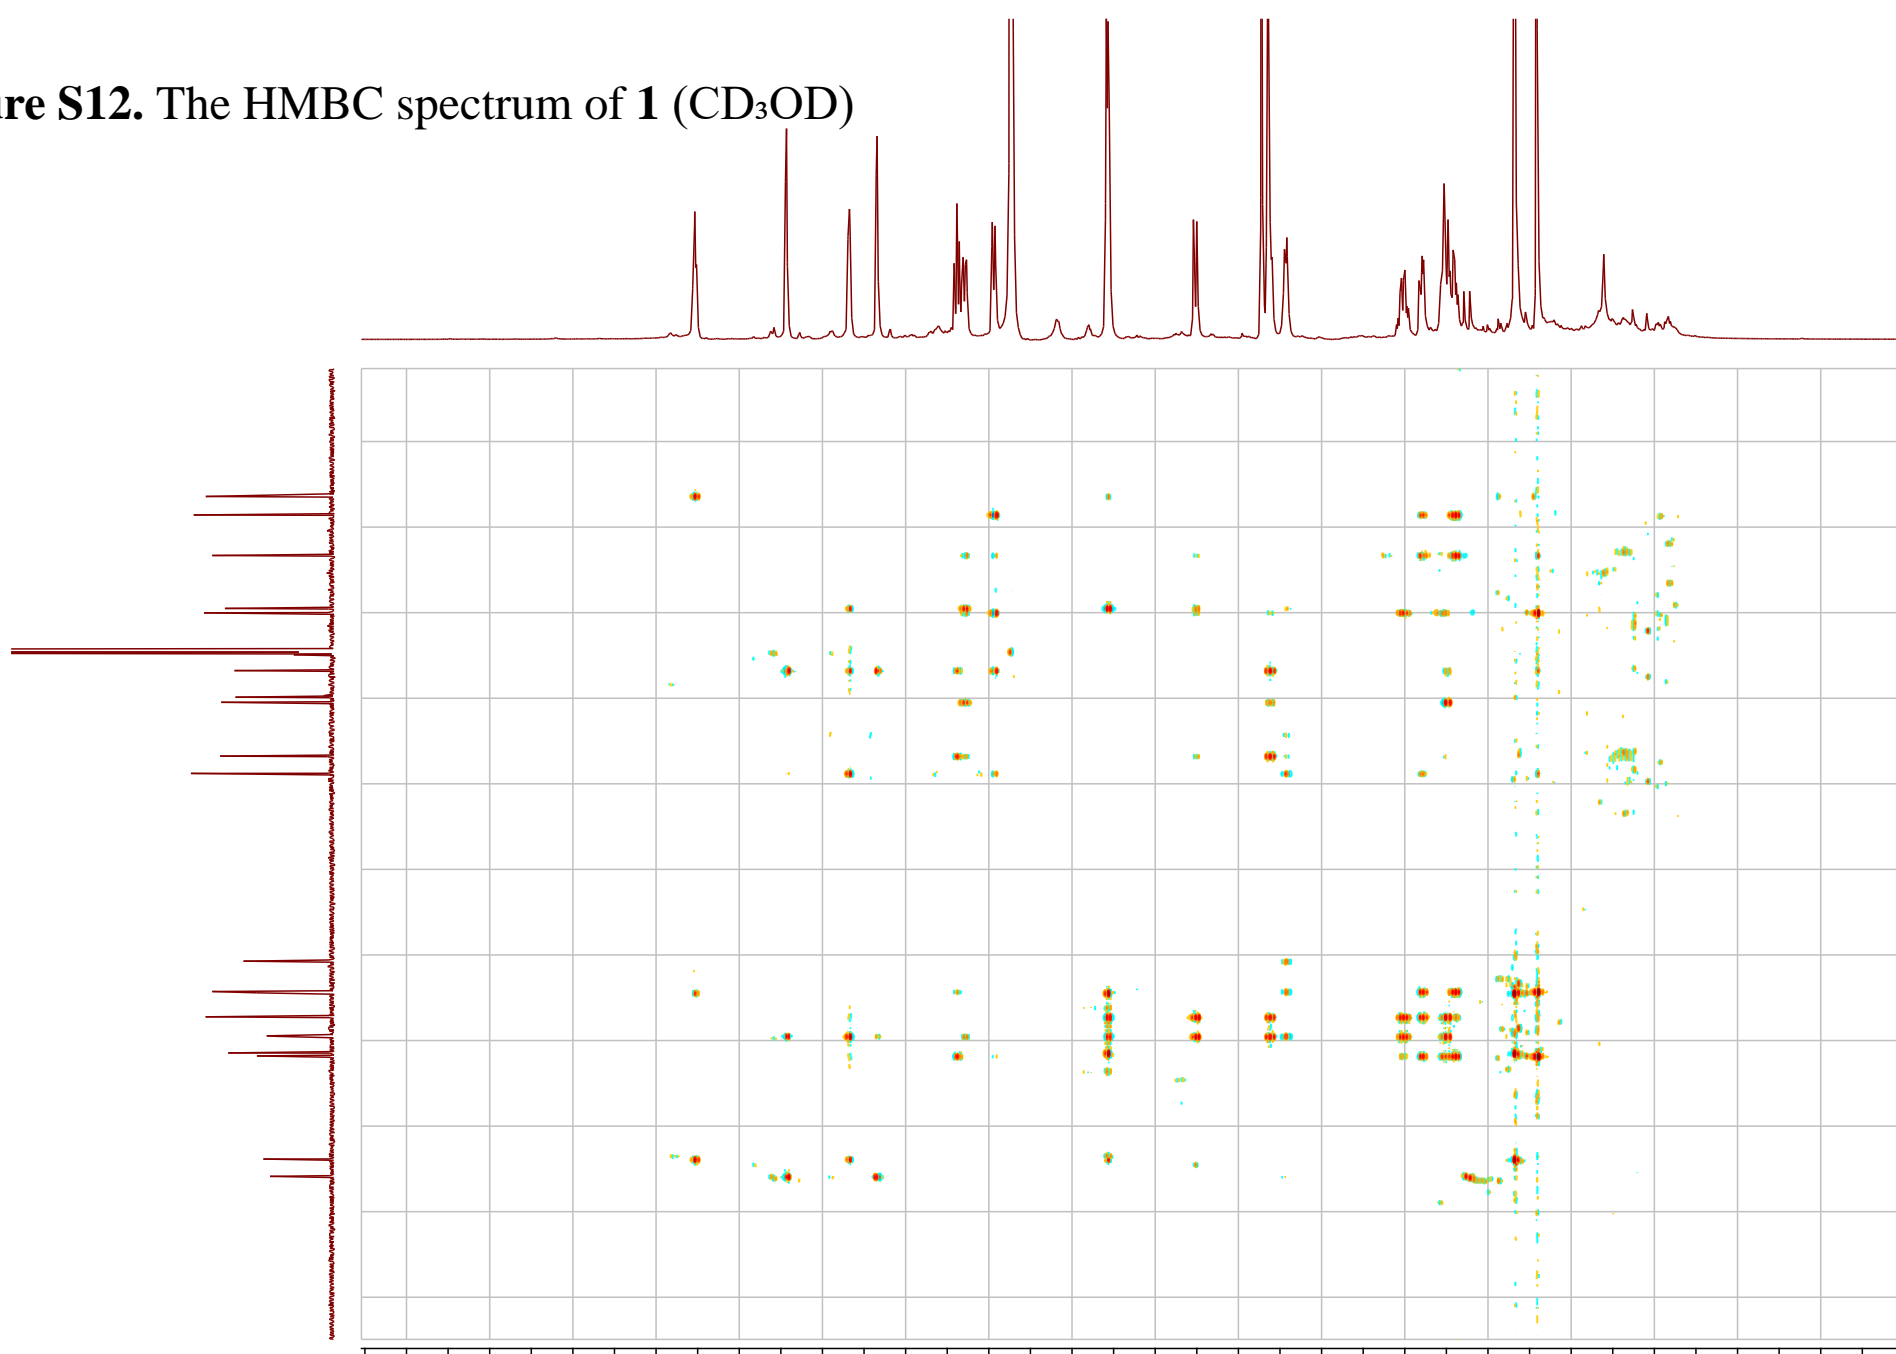 re S12. The HMBC spectrum of 1 (CD₃OD)